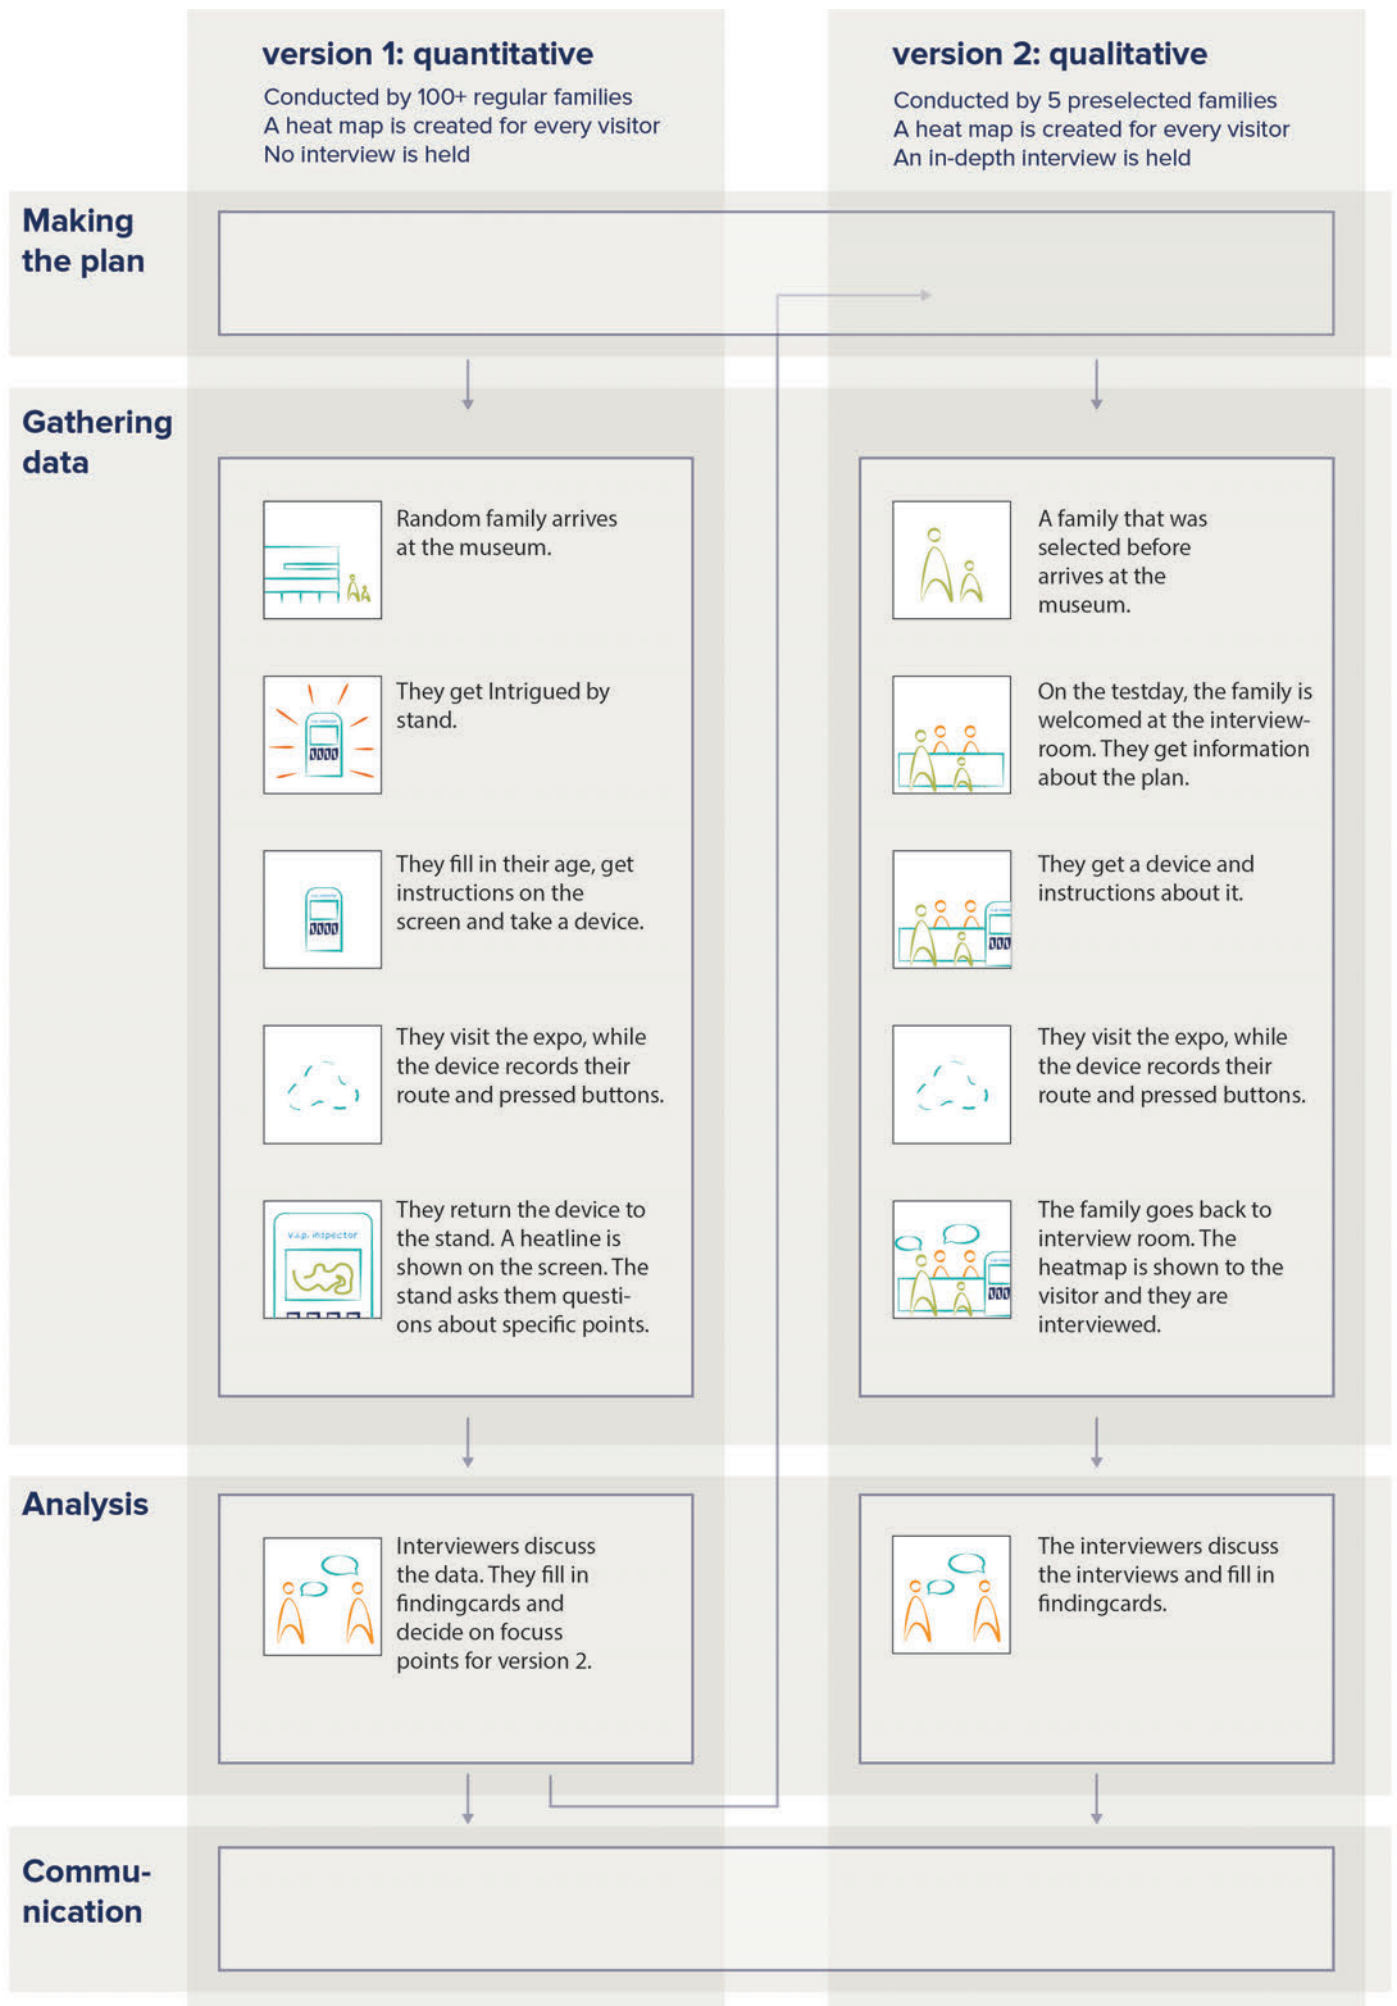 version 1: quantitative
Conducted by 100+ regular families
A heat map is created for every visitor
No interview is held
version 2: qualitative
Conducted by 5 preselected families
A heat map is created for every visitor
An in-depth interview is held
Making
the plan
Gathering
data
Random family arrives
at the museum.
They get Intrigued by
stand.
They fill in their age, get
instructions on the
screen and take a device.
They visit the expo, while
the device records their
route and pressed buttons.
v.i.p. inspector
They return the device to
the stand. A heatline is
shown on the screen. The
stand asks them questi-
ons about specific points.
A family that was
selected before
arrives at the
museum.
On the testday, the family is
welcomed at the interview-
room. They get information
about the plan.
They get a device and
instructions about it.
They visit the expo, while
the device records their
route and pressed buttons.
The family goes back to
interview room. The
heatmap is shown to the
visitor and they are
interviewed.
Analysis
Interviewers discuss
the data. They fill in
findingcards and
decide on focuss
points for version 2.
The interviewers discuss
the interviews and fill in
findingcards.
Commu-
nication